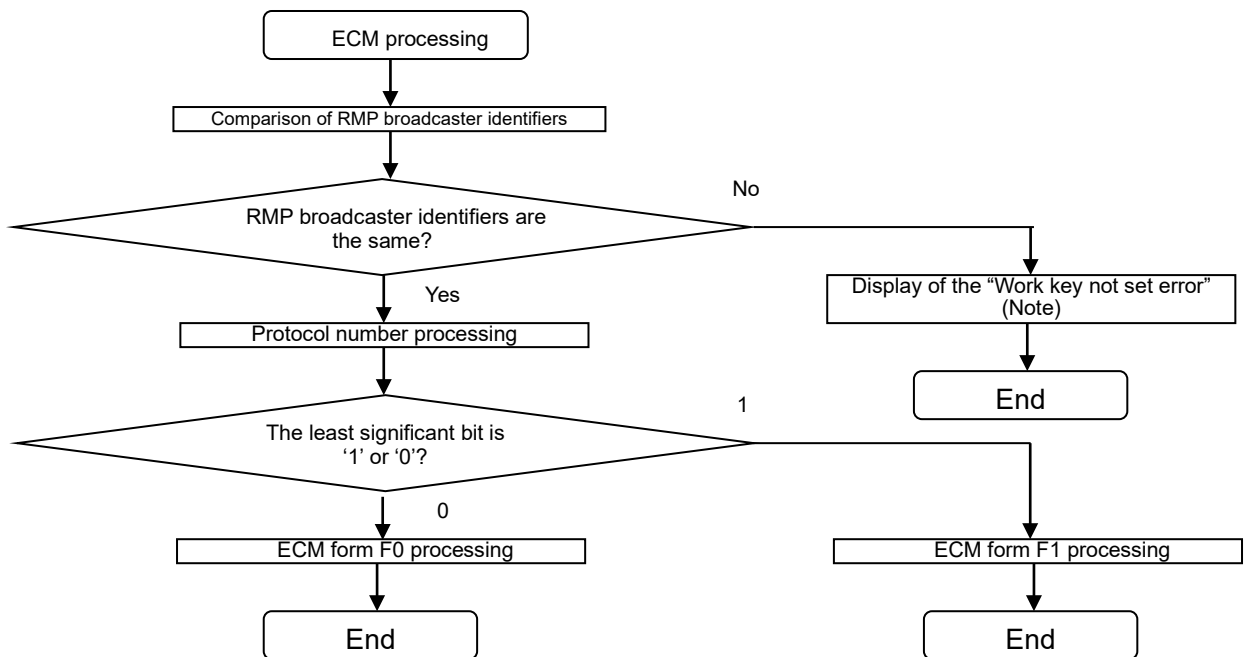 ECM processing
Comparison of RMP broadcaster identifiers
No
RMP broadcaster identifiers are
the same?
Yes
Display of the “Work key not set error”
(Note)
Protocol number processing
End
1
The least significant bit is
‘1’ or ‘0’?
0
ECM form F0 processing
ECM form F1 processing
End
End